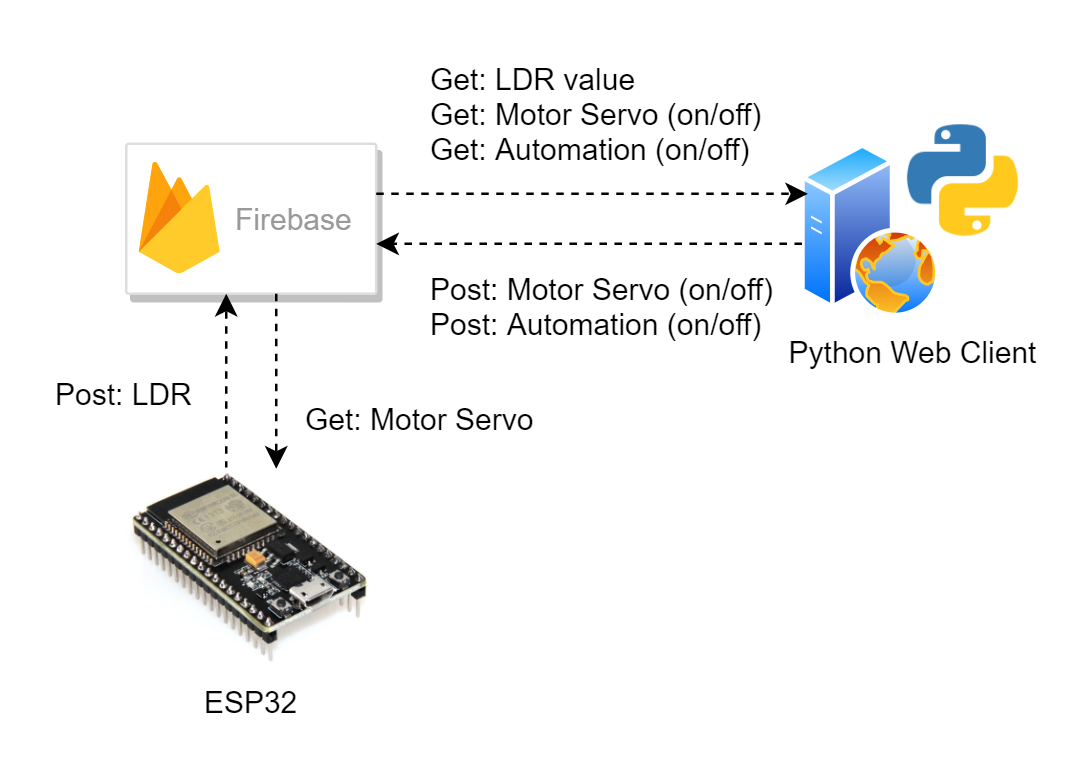 Get: LDR value
Get: Motor Servo (on/off)
Get: Automation (on/off)
Firebase
Post: Motor Servo (on/off)
Post: Automation (on/off)
Python Web Client
Post: LDR
Get: Motor Servo
ESP32